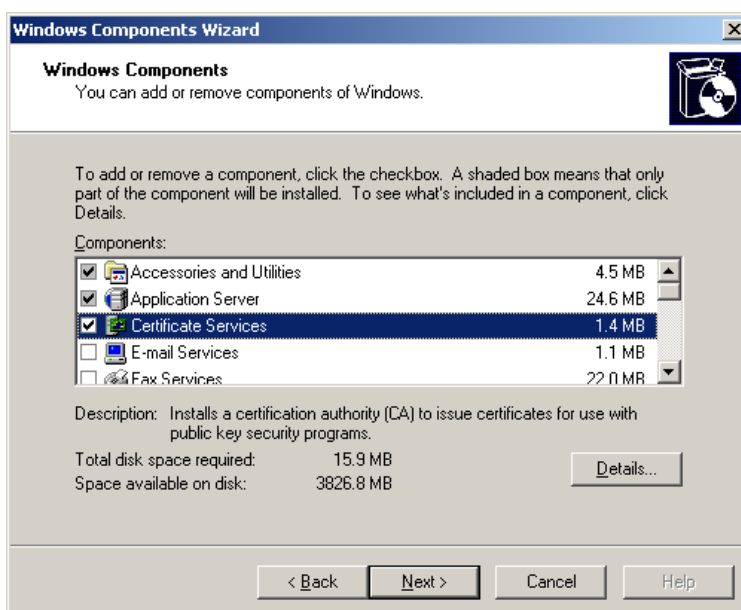 Windows Components Wizard
Windows Components
You can add or remove components of Windows.
To add or remove a component, click the checkbox. A shaded box means that only
part of the component will be installed. To see what's included in a component, click
Details.
Components:
Accessories and Utilities 4.5 MB
Application Server 24.6 MB
Certificate Services 1.4 MB
E-mail Services 1.1 MB
Fax Services 22.0 MB
Description: Installs a certification authority (CA) to issue certificates for use with
public key security programs.
Total disk space required: 15.9 MB
Space available on disk: 3826.8 MB
Details...
< Back Next > Cancel Help